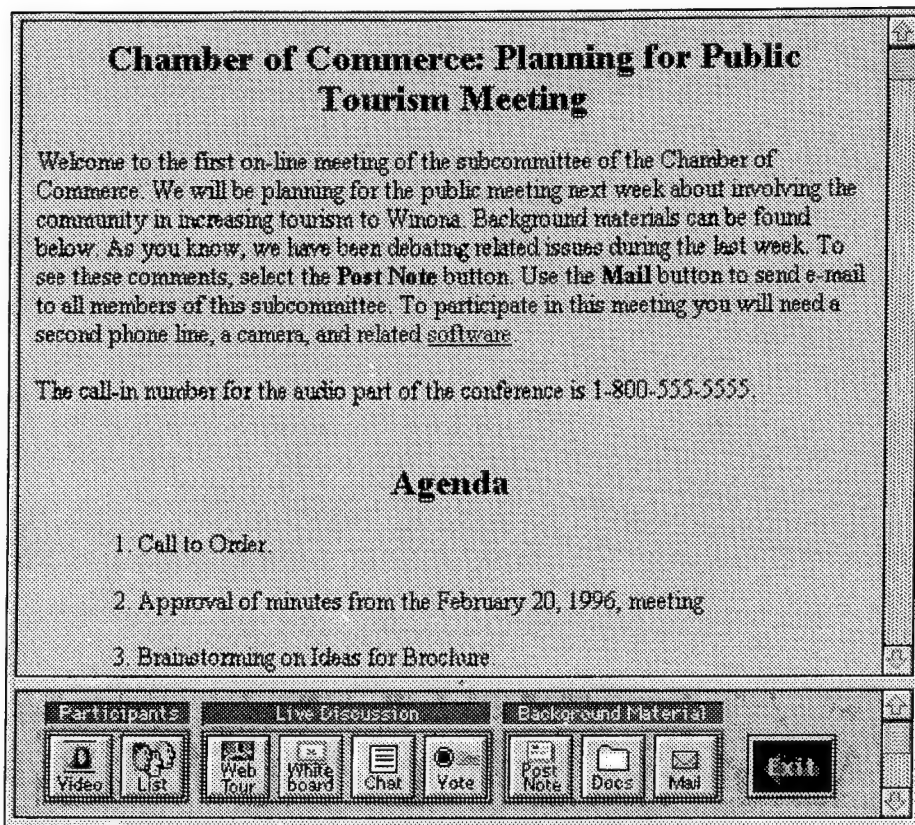 Chamber of Commerce: Planning for Public
Tourism Meeting
Welcome to the first on-line meeting of the subcommittee of the Chamber of
Commerce. We will be planning for the public meeting next week about involving the
community in increasing tourism to Winona. Background materials can be found
below. As you know, we have been debating related issues during the last week. To
see these comments, select the Post Note button. Use the Mail button to send e-mail
to all members of this subcommittee. To participate in this meeting you will need a
second phone line, a camera, and related software.
The call-in number for the audio part of the conference is 1-800-555-5555.
Agenda
1. Call to Order.
2. Approval of minutes from the February 20, 1996, meeting
3. Brainstorming on Ideas for Brochure
Participants Live Discussion Background Material
Video List Web Tour White board Chat Vote Post Note Docs Mail Exit